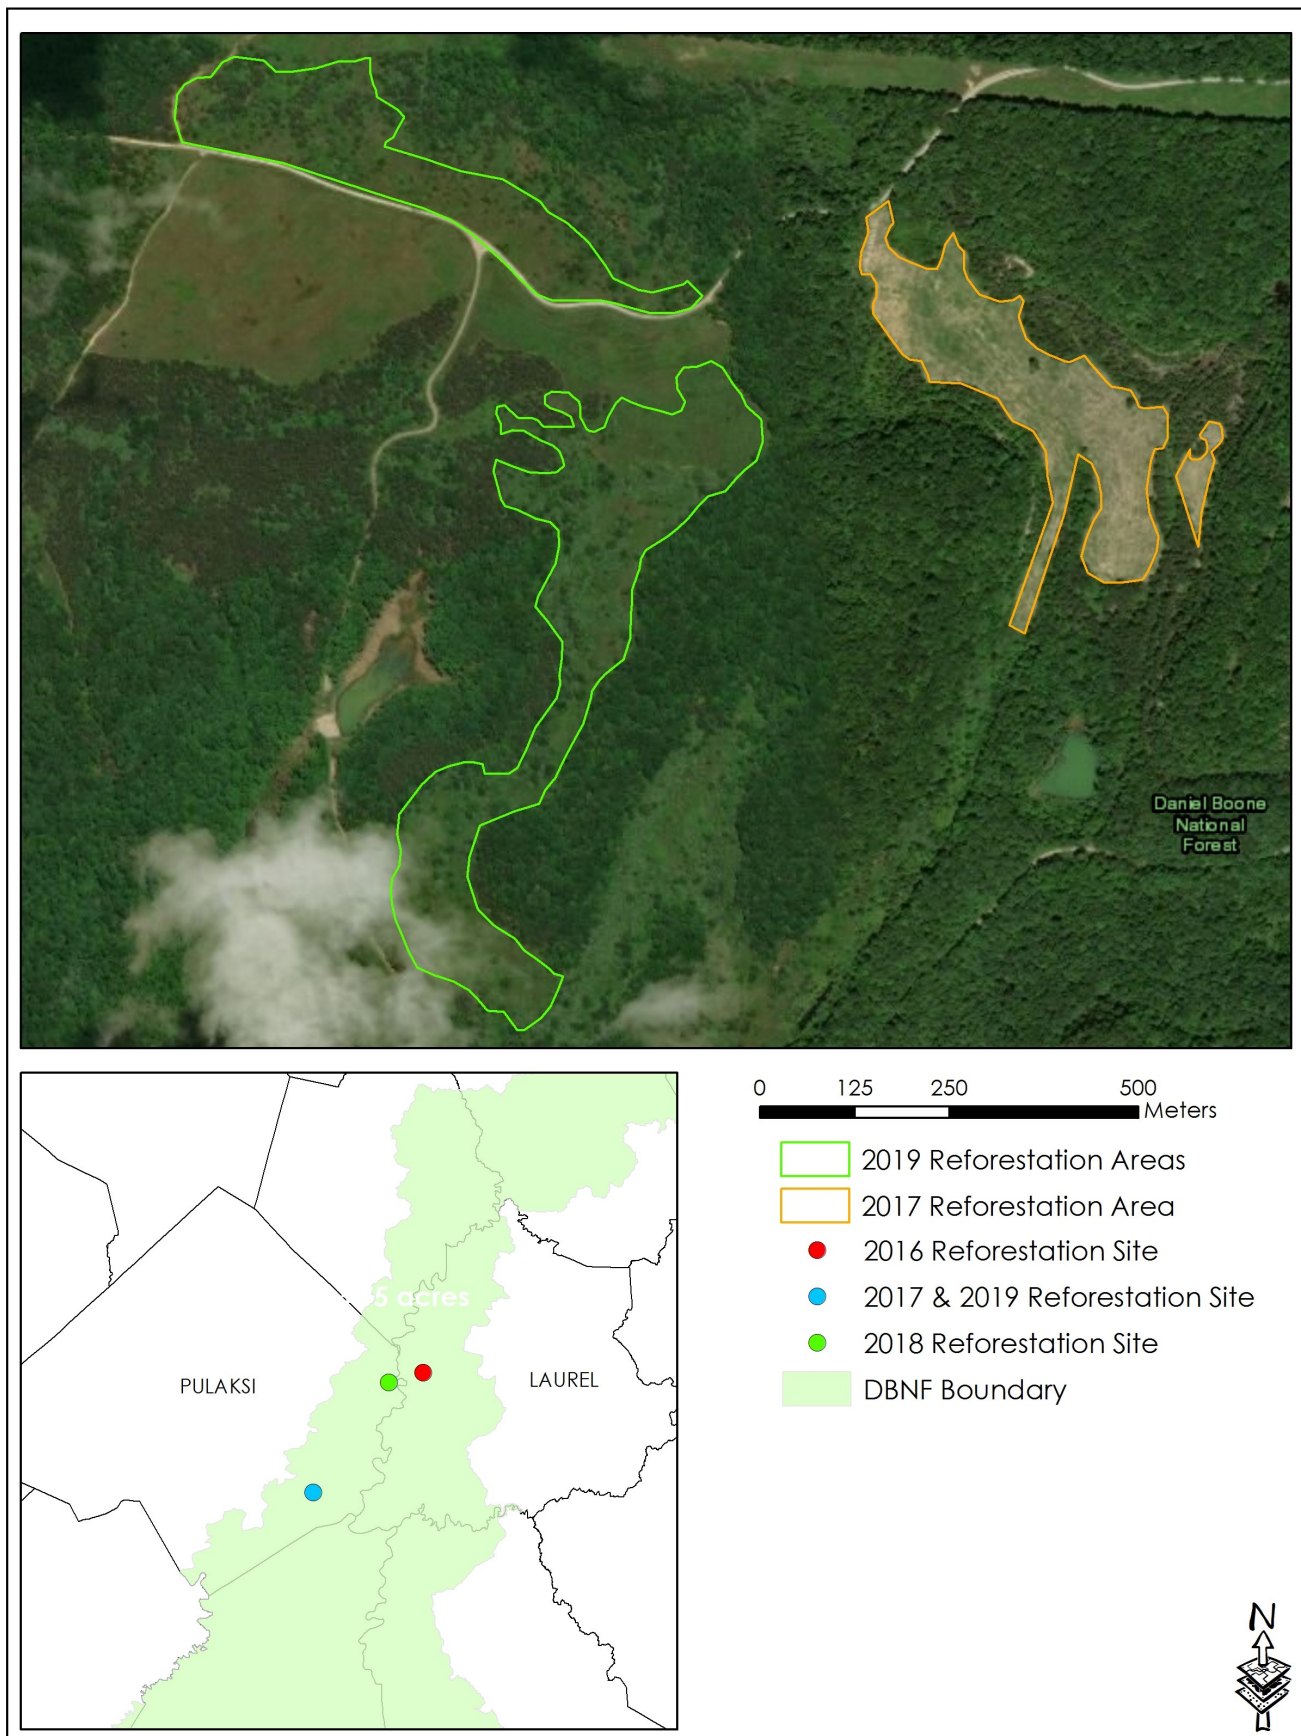 Daniel Boone
National
Forest
0 125 250 500
Meters
2019 Reforestation Areas
2017 Reforestation Area
2016 Reforestation Site
2017 & 2019 Reforestation Site
2018 Reforestation Site
DBNF Boundary
5 acres
PULAKSI
LAUREL
N